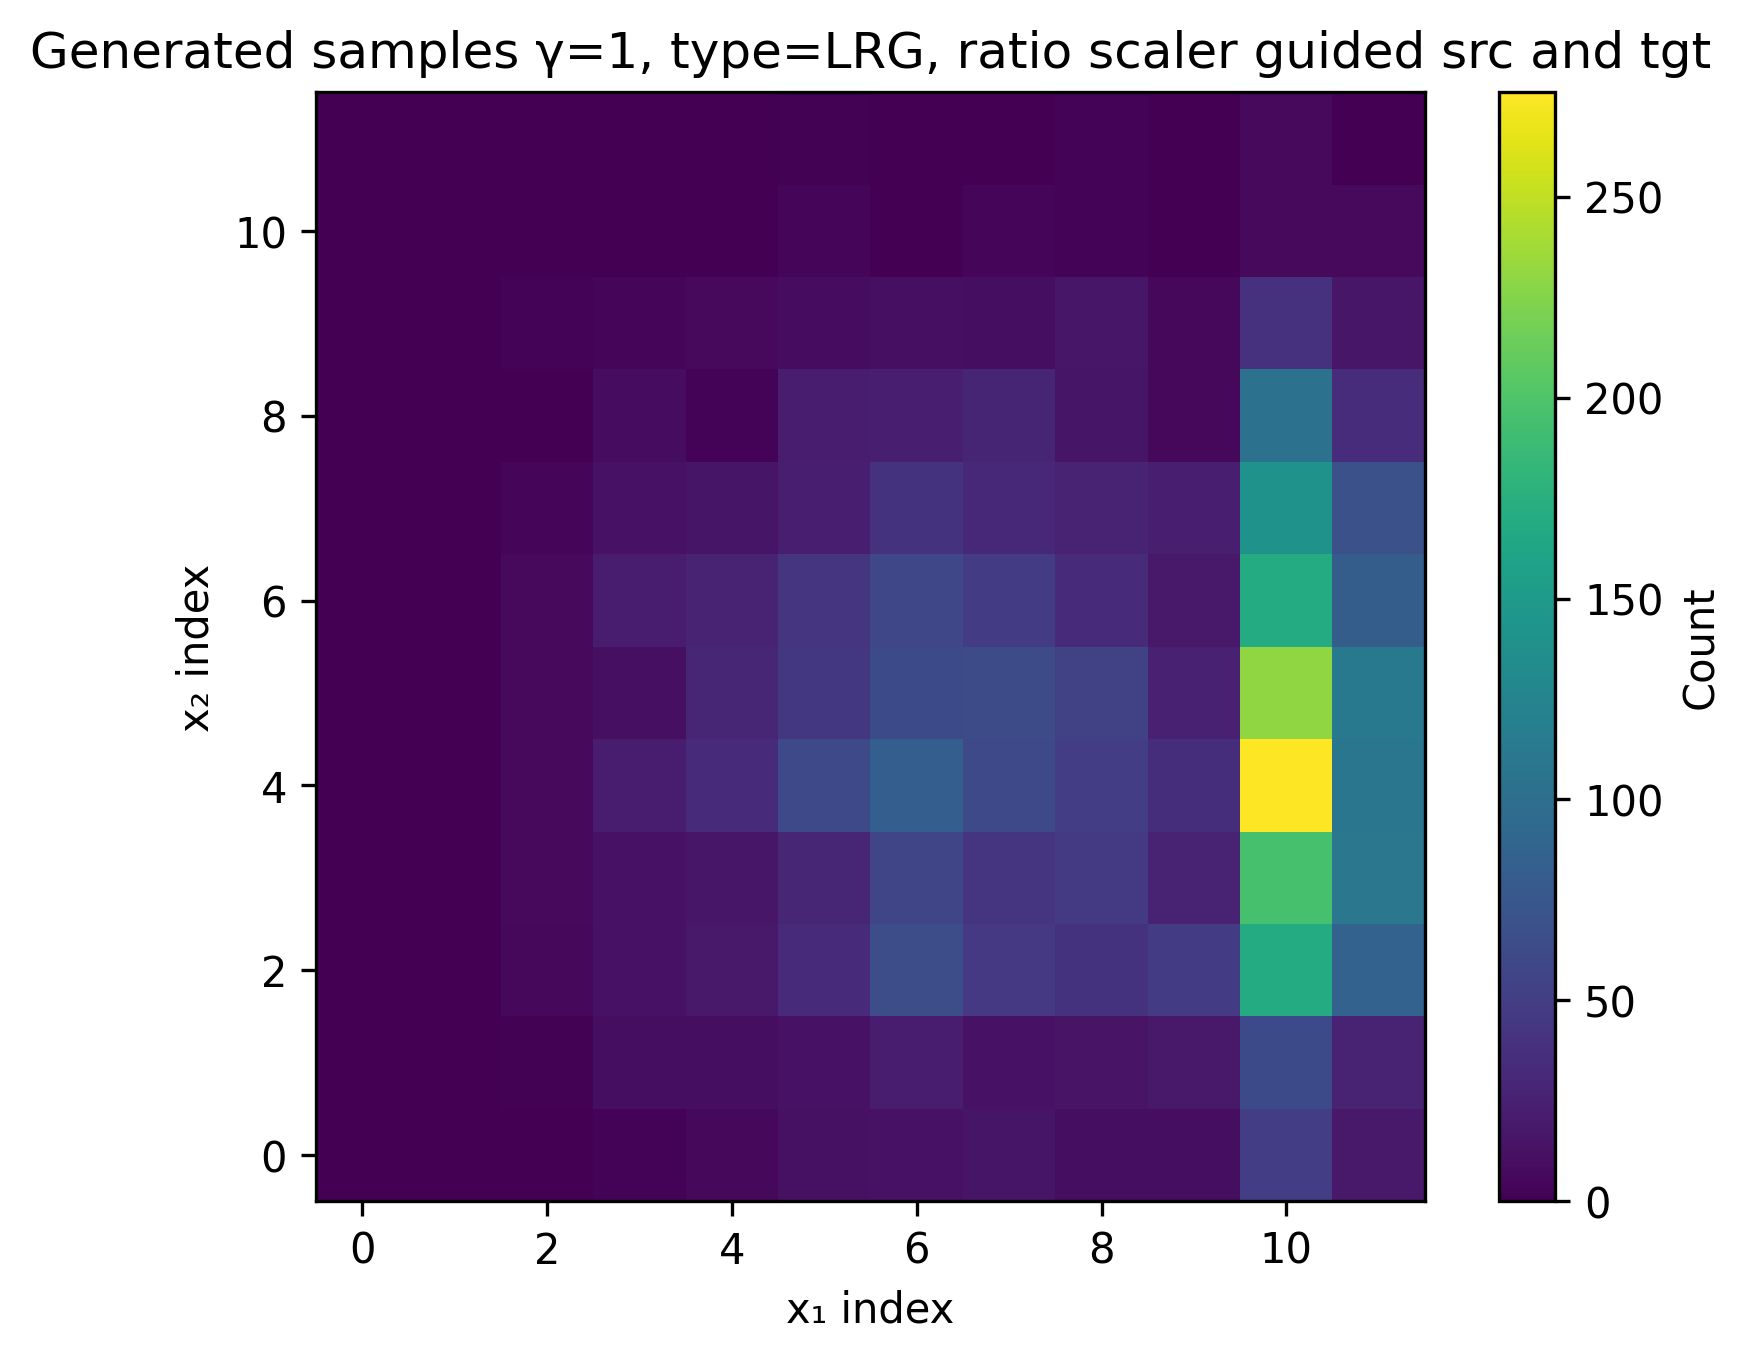 Generated samples γ=1, type=LRG, ratio scaler guided src and tgt
x₂ index
10
8
6
4
2
0
0 2 4 6 8 10
x₁ index
250
200
150
100
50
0
Count